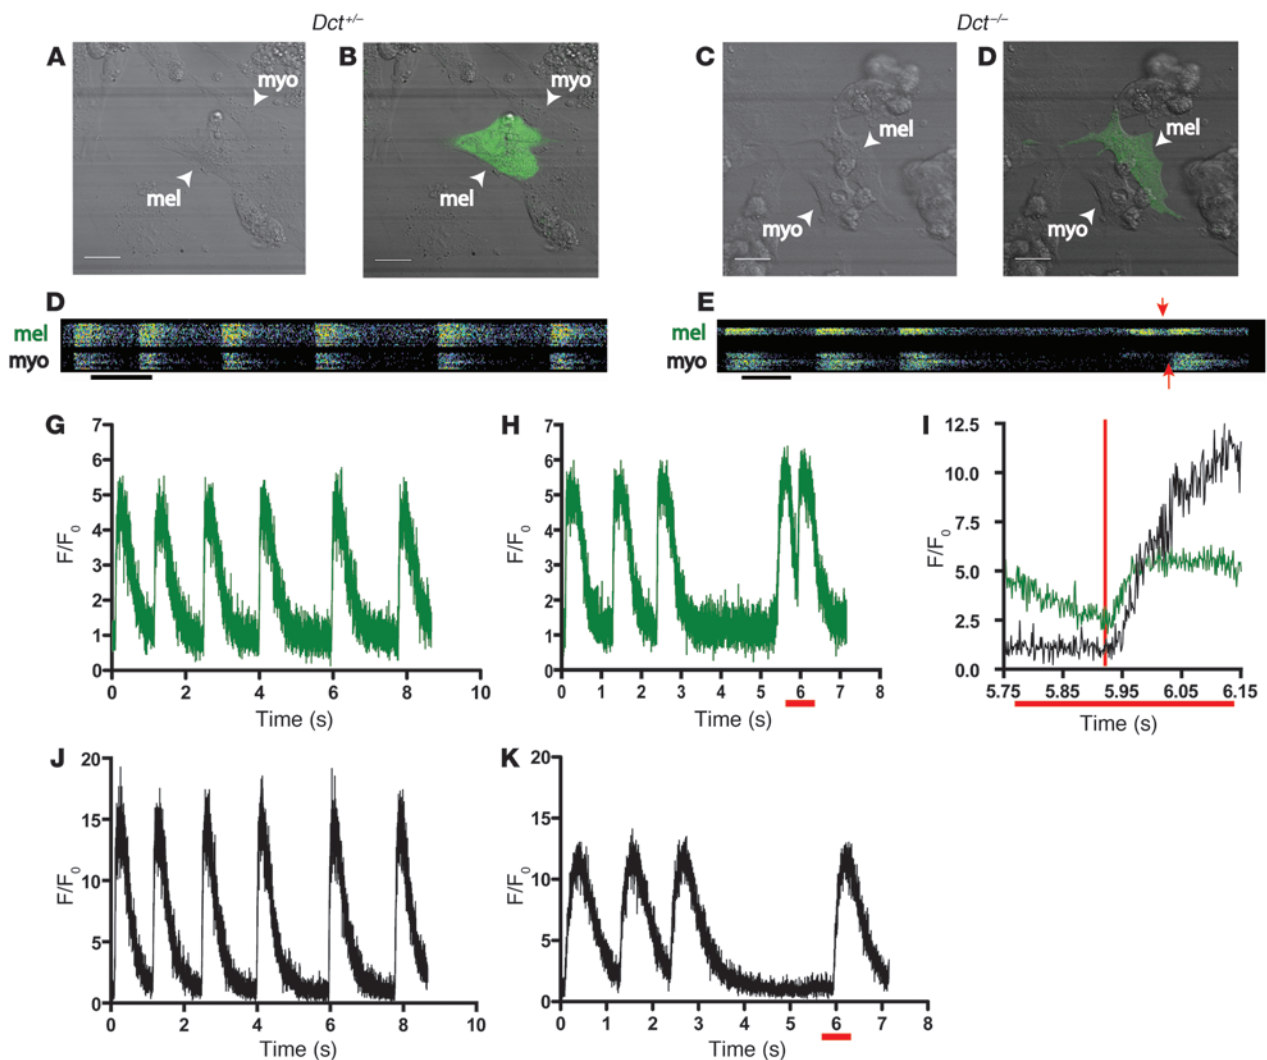 Dct+/– Dct–/–
A B C D
myo myo
mel mel mel mel
myo myo
D E
mel mel
myo myo
G H I
7 7 12.5
6 6 10.0
5 5 7.5
4 4 5.0
3 3 2.5
2 2 0.0
1 1
0 0
F/F0 F/F0 F/F0
0 2 4 6 8 10 0 1 2 3 4 5 6 7 8 5.75 5.85 5.95 6.05 6.15
Time (s) Time (s) Time (s)
J K
20 20
15 15
10 10
5 5
0 0
F/F0 F/F0
0 2 4 6 8 10 0 1 2 3 4 5 6 7 8
Time (s) Time (s)